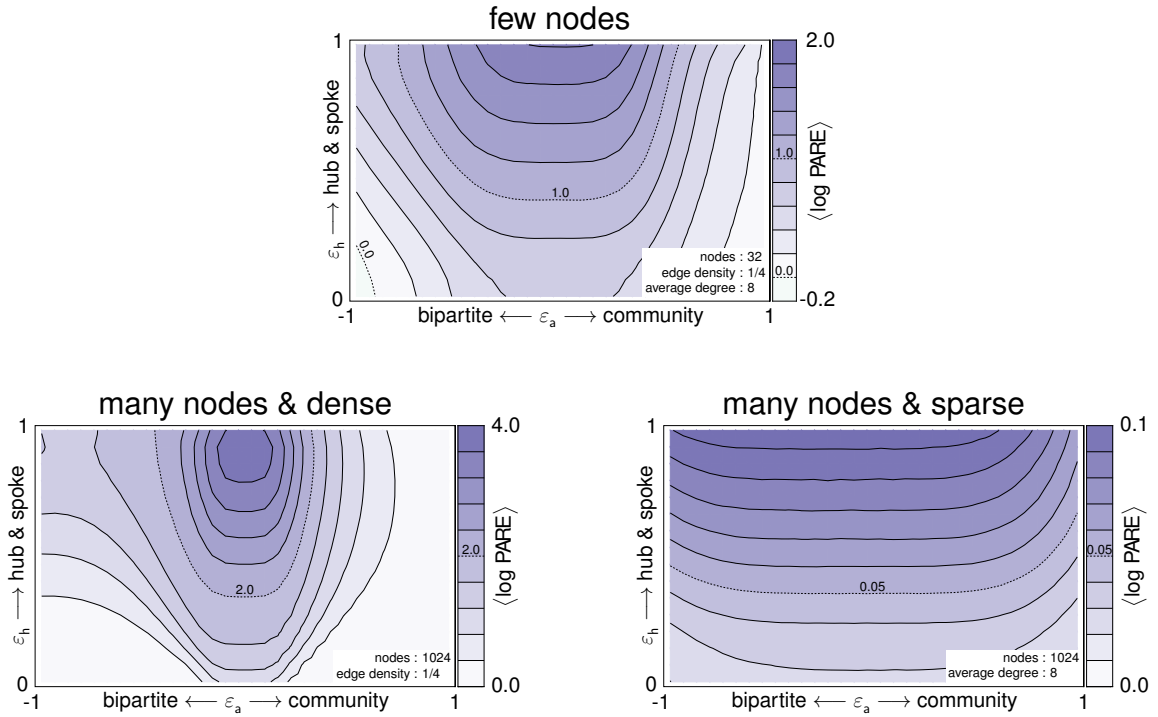 few nodes
1
2.0
ε_h ⟶ hub & spoke
1.0
0.0
1.0
0.0
⟨log PARE⟩
nodes : 32
edge density : 1/4
average degree : 8
0
-0.2
-1
bipartite ⟵ ε_a ⟶ community
1
many nodes & dense
1
4.0
ε_h ⟶ hub & spoke
2.0
2.0
⟨log PARE⟩
nodes : 1024
edge density : 1/4
0
0.0
-1
bipartite ⟵ ε_a ⟶ community
1
many nodes & sparse
1
0.1
ε_h ⟶ hub & spoke
0.05
0.05
⟨log PARE⟩
nodes : 1024
average degree : 8
0
0.0
-1
bipartite ⟵ ε_a ⟶ community
1